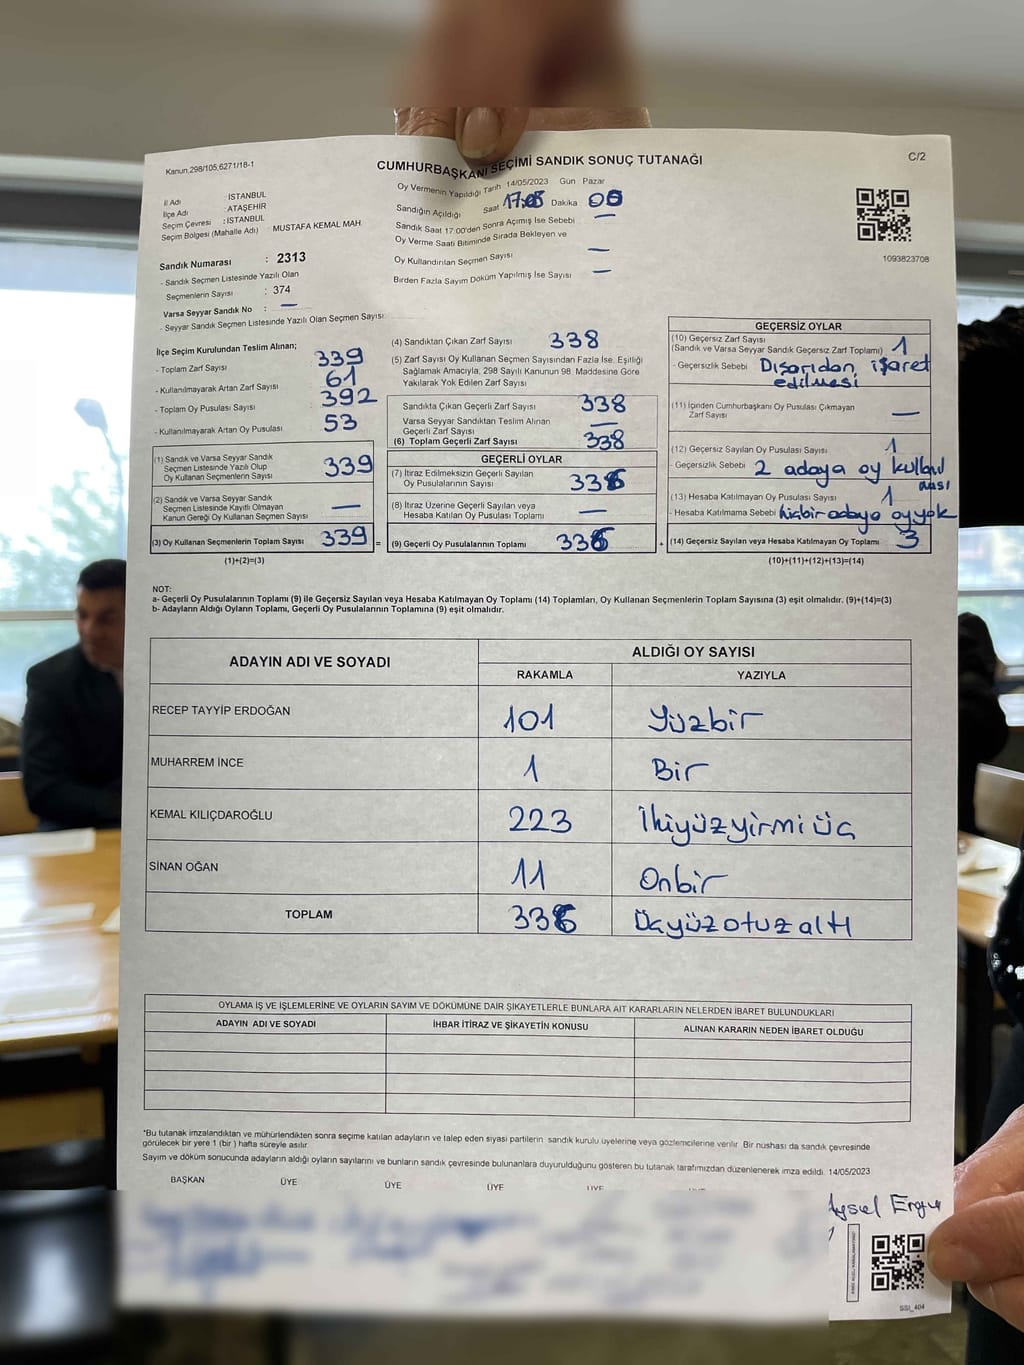 Kanun,298/105,6271/18-1
CUMHURBAŞKANI SEÇİMİ SANDIK SONUÇ TUTANAĞI
C/2
İl Adı : İSTANBUL
İlçe Adı : ATAŞEHİR
Seçim Çevresi : İSTANBUL
Seçim Bölgesi (Mahalle Adı) MUSTAFA KEMAL MAH
Oy Vermenin Yapıldığı Tarih 14/05/2023 Gün Pazar
Sandığın Açıldığı Saat 17:05 Dakika
Sandık Saat 17:00'den Sonra Açımış İse Sebebi —
Oy Verme Saati Bitiminde Sırada Bekleyen ve
Oy Kullandırılan Seçmen Sayısı —
Birden Fazla Sayım Döküm Yapılmış İse Sayısı —
1093823708
Sandık Numarası : 2313
- Sandık Seçmen Listesinde Yazılı Olan
Seçmenlerin Sayısı : 374
Varsa Seyyar Sandık No : —
- Seyyar Sandık Seçmen Listesinde Yazılı Olan Seçmen Sayısı:
İlçe Seçim Kurulundan Teslim Alınan;
- Toplam Zarf Sayısı 339
- Kullanılmayarak Artan Zarf Sayısı 61
- Toplam Oy Pusulası Sayısı 392
- Kullanılmayarak Artan Oy Pusulası 53
(1) Sandık ve Varsa Seyyar Sandık
Seçmen Listesinde Yazılı Olup
Oy Kullanan Seçmenlerin Sayısı 339
(2) Sandık ve Varsa Seyyar Sandık
Seçmen Listesinde Kayıtlı Olmayan
Kanun Gereği Oy Kullanan Seçmen Sayısı —
(3) Oy Kullanan Seçmenlerin Toplam Sayısı 339 =
(1)+(2)=(3)
(4) Sandıktan Çıkan Zarf Sayısı 338
(5) Zarf Sayısı Oy Kullanan Seçmen Sayısından Fazla İse, Eşitliği
Sağlamak Amacıyla, 298 Sayılı Kanunun 98. Maddesine Göre
Yakılarak Yok Edilen Zarf Sayısı
Sandıkta Çıkan Geçerli Zarf Sayısı 338
Varsa Seyyar Sandıktan Teslim Alınan
Geçerli Zarf Sayısı —
(6) Toplam Geçerli Zarf Sayısı 338
GEÇERLİ OYLAR
(7) İtiraz Edilmeksizin Geçerli Sayılan
Oy Pusulalarının Sayısı 336
(8) İtiraz Üzerine Geçerli Sayılan veya
Hesaba Katılan Oy Pusulası Toplamı —
(9) Geçerli Oy Pusulalarının Toplamı 336 +
GEÇERSİZ OYLAR
(10) Geçersiz Zarf Sayısı
(Sandık ve Varsa Seyyar Sandık Geçersiz Zarf Toplamı) 1
- Geçersizlik Sebebi Dışarıdan işaret
edilmesi
(11) İçinden Cumhurbaşkanı Oy Pusulası Çıkmayan
Zarf Sayısı —
(12) Geçersiz Sayılan Oy Pusulası Sayısı 1
- Geçersizlik Sebebi 2 adaya oy kullanıl
ması
(13) Hesaba Katılmayan Oy Pusulası Sayısı 1
- Hesaba Katılmama Sebebi hiçbir adaya oy yok
(14) Geçersiz Sayılan veya Hesaba Katılmayan Oy Toplamı 3
(10)+(11)+(12)+(13)=(14)
NOT:
a- Geçerli Oy Pusulalarının Toplamı (9) ile Geçersiz Sayılan veya Hesaba Katılmayan Oy Toplamı (14) Toplamları, Oy Kullanan Seçmenlerin Toplam Sayısına (3) eşit olmalıdır. (9)+(14)=(3)
b- Adayların Aldığı Oyların Toplamı, Geçerli Oy Pusulalarının Toplamına (9) eşit olmalıdır.
ADAYIN ADI VE SOYADI ALDIĞI OY SAYISI
RAKAMLA YAZIYLA
RECEP TAYYİP ERDOĞAN 101 Yüzbir
MUHARREM İNCE 1 Bir
KEMAL KILIÇDAROĞLU 223 İkiyüzyirmi üç
SİNAN OĞAN 11 Onbir
TOPLAM 336 Üçyüz otuz altı
OYLAMA İŞ VE İŞLEMLERİNE VE OYLARIN SAYIM VE DÖKÜMÜNE DAİR ŞİKAYETLERLE BUNLARA AİT KARARLARIN NELERDEN İBARET BULUNDUKLARI
ADAYIN ADI VE SOYADI İHBAR İTİRAZ VE ŞİKAYETİN KONUSU ALINAN KARARIN NEDEN İBARET OLDUĞU
*Bu tutanak imzalandıktan ve mühürlendikten sonra seçime katılan adayların ve talep eden siyasi partilerin sandık kurulu üyelerine veya gözlemcilerine verilir. Bir nüshası da sandık çevresinde
görülecek bir yere 1 (bir) hafta süreyle asılır.
Sayım ve döküm sonucunda adayların aldığı oyların sayılarını ve bunların sandık çevresinde bulunanlara duyurulduğunu gösteren bu tutanak tarafımızdan düzenlenerek imza edildi. 14/05/2023
BAŞKAN ÜYE ÜYE ÜYE ÜYE
Aysel
SSI_404